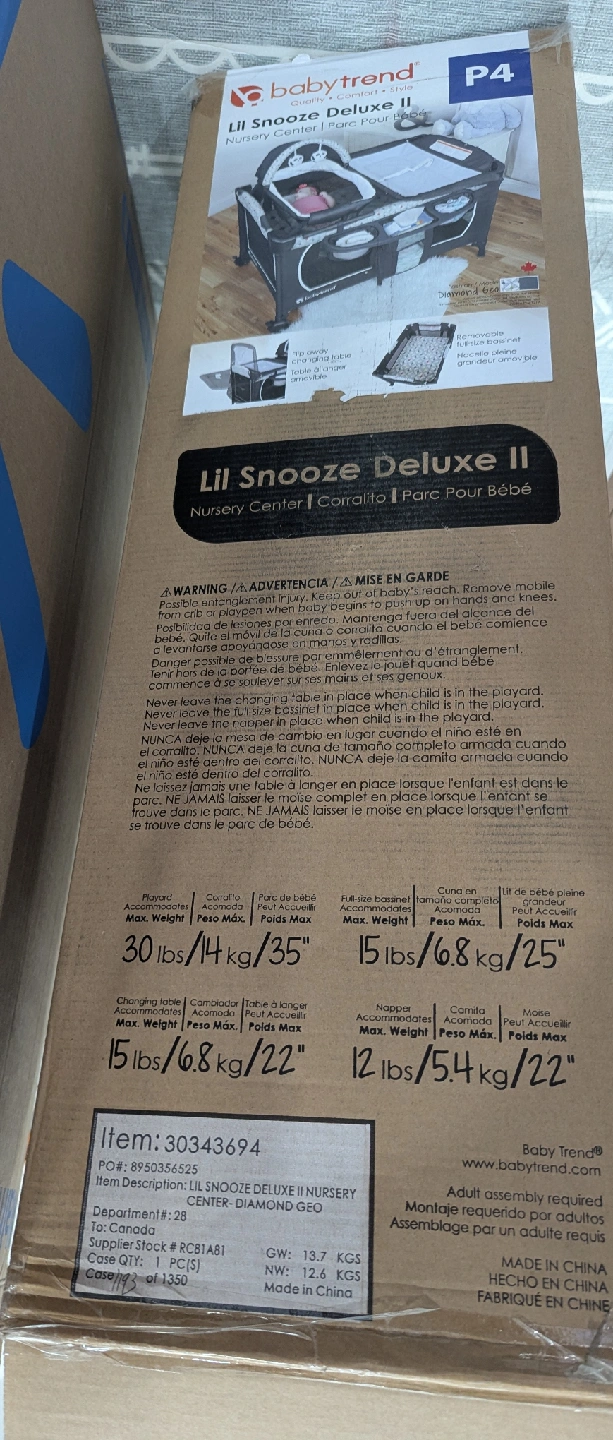 babytrend®
Quality • Comfort • Style
P4
Lil Snooze Deluxe II
Nursery Center | Parc Pour Bébé
Diamond Geo
Flip away
changing table
Table à langer
amovible
Removable
full-size bassinet
Nacelle pleine
grandeur amovible
Lil Snooze Deluxe II
Nursery Center | Corralito | Parc Pour Bébé
⚠ WARNING / ⚠ ADVERTENCIA / ⚠ MISE EN GARDE
Possible entanglement injury. Keep out of baby's reach. Remove mobile
from crib or playpen when baby begins to push up on hands and knees.
Posibilidad de lesiones por enredo. Mantenga fuera del alcance del
bebé. Quite el móvil de la cuna o corralito cuando el bebé comience
a levantarse apoyándose en manos y rodillas.
Danger possible de blessure par emmêlement ou d'étranglement,
Tenir hors de la portée de bébé. Enlevez le jouet quand bébé
commence à se soulever sur ses mains et ses genoux.
Never leave the changing table in place when child is in the playard.
Never leave the full size bassinet in place when child is in the playard.
Never leave the napper in place when child is in the playard.
NUNCA deje la mesa de cambio en lugar cuando el niño esté en
el corralito. NUNCA deje la cuna de tamaño completo armada cuando
el niño esté dentro del corralito. NUNCA deje la camita armada cuando
el niño esté dentro del corralito.
Ne laissez jamais une table à langer en place lorsque l'enfant est dans le
parc. NE JAMAIS laisser le moïse complet en place lorsque l'enfant se
trouve dans le parc. NE JAMAIS laisser le moïse en place lorsque l'enfant
se trouve dans le parc de bébé.
Playard | Corralito | Parc de bébé
Accommodates | Acomoda | Peut Accueillir
Max. Weight | Peso Máx. | Poids Max
30 lbs/14 kg/35"
Full-size bassinet | Cuna en tamaño completo | Lit de bébé pleine grandeur
Accommodates | Acomoda | Peut Accueillir
Max. Weight | Peso Máx. | Poids Max
15 lbs/6.8 kg/25"
Changing table | Cambiador | Table à langer
Accommodates | Acomoda | Peut Accueillir
Max. Weight | Peso Máx. | Poids Max
15 lbs/6.8 kg/22"
Napper | Camita | Moise
Accommodates | Acomoda | Peut Accueillir
Max. Weight | Peso Máx. | Poids Max
12 lbs/5.4 kg/22"
Item: 30343694
PO#: 8950356525
Item Description: LIL SNOOZE DELUXE II NURSERY
CENTER- DIAMOND GEO
Department#: 28
To: Canada
Supplier Stock # RCB1A81
Case QTY: 1 PC(S)
Case 1193 of 1350
GW: 13.7 KGS
NW: 12.6 KGS
Made in China
Baby Trend®
www.babytrend.com
Adult assembly required
Montaje requerido por adultos
Assemblage par un adulte requis
MADE IN CHINA
HECHO EN CHINA
FABRIQUÉ EN CHINE